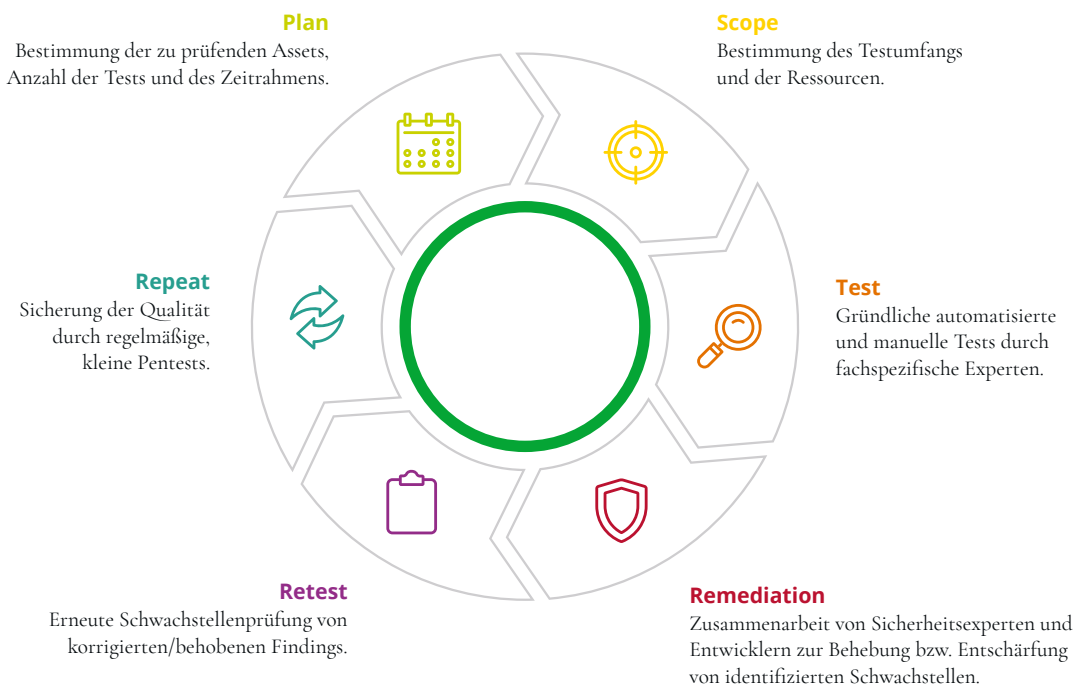 Plan
Bestimmung der zu prüfenden Assets,
Anzahl der Tests und des Zeitrahmens.
Scope
Bestimmung des Testumfangs
und der Ressourcen.
Test
Gründliche automatisierte
und manuelle Tests durch
fachspezifische Experten.
Remediation
Zusammenarbeit von Sicherheitsexperten und
Entwicklern zur Behebung bzw. Entschärfung
von identifizierten Schwachstellen.
Retest
Erneute Schwachstellenprüfung von
korrigierten/behobenen Findings.
Repeat
Sicherung der Qualität
durch regelmäßige,
kleine Pentests.